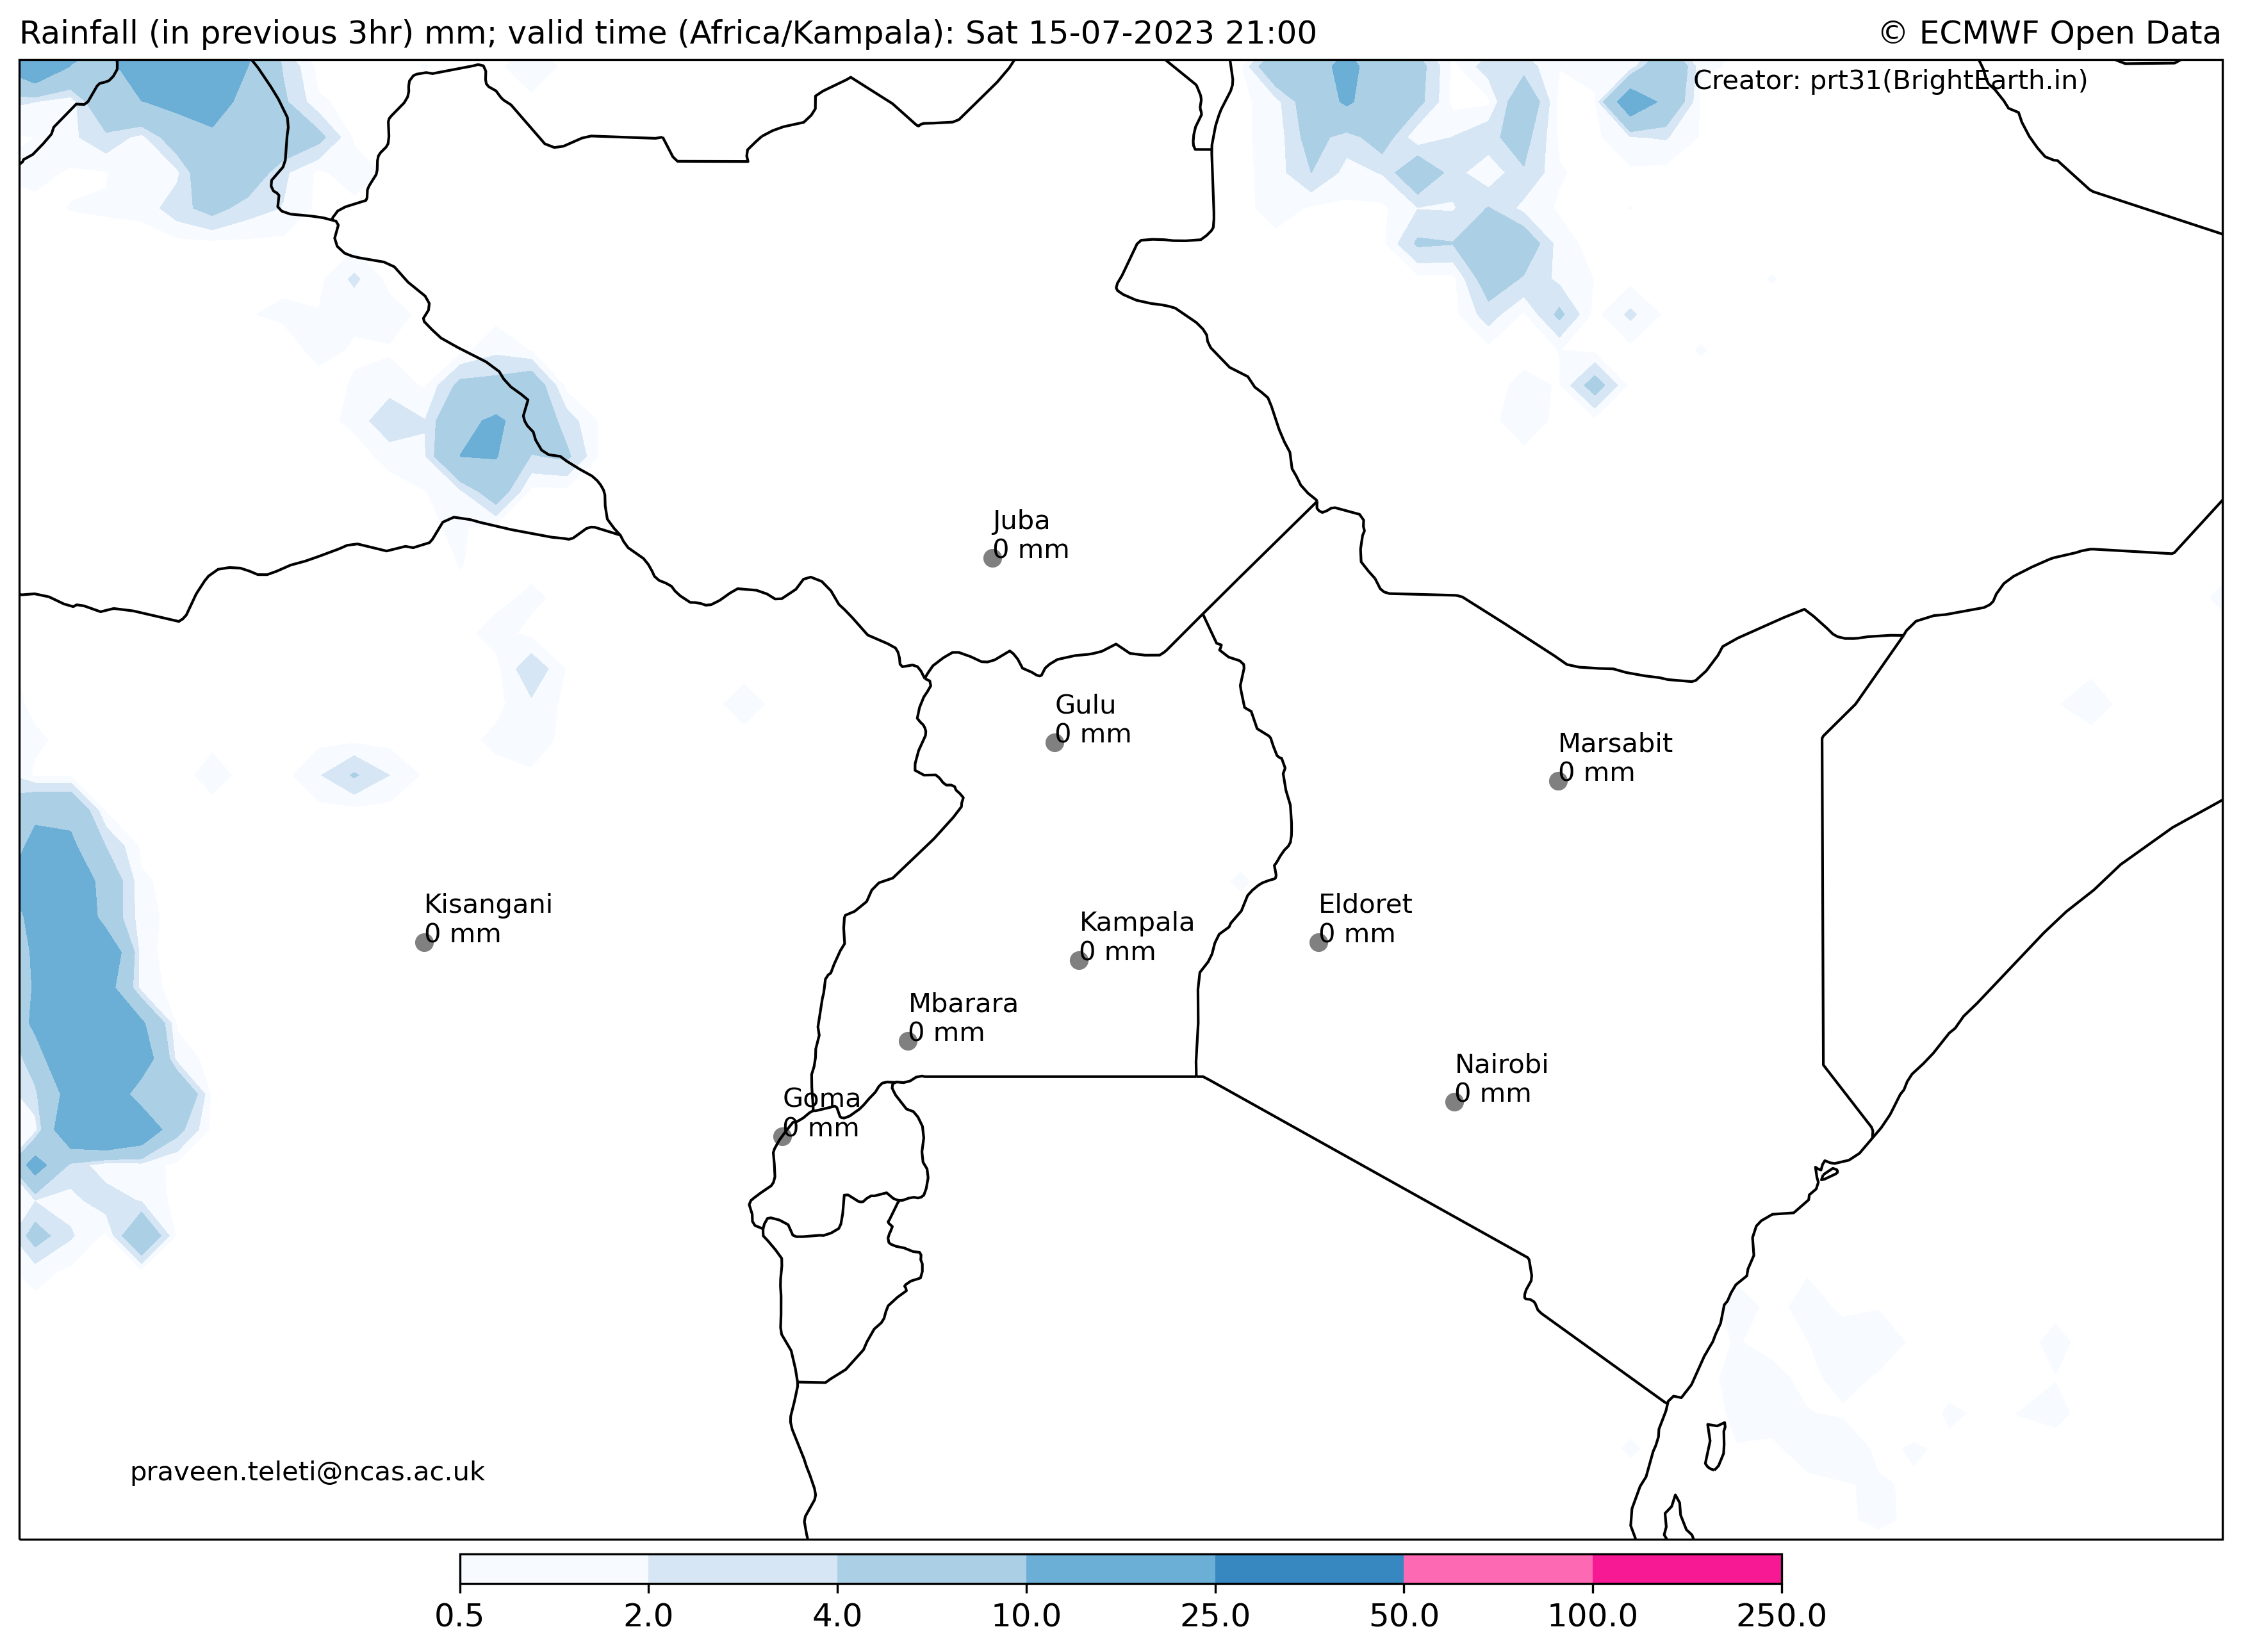 Rainfall (in previous 3hr) mm; valid time (Africa/Kampala): Sat 15-07-2023 21:00
© ECMWF Open Data
Creator: prt31(BrightEarth.in)
Juba
0 mm
Gulu
0 mm
Marsabit
0 mm
Kisangani
0 mm
Eldoret
0 mm
Kampala
0 mm
Mbarara
0 mm
Nairobi
0 mm
Goma
0 mm
praveen.teleti@ncas.ac.uk
0.5 2.0 4.0 10.0 25.0 50.0 100.0 250.0